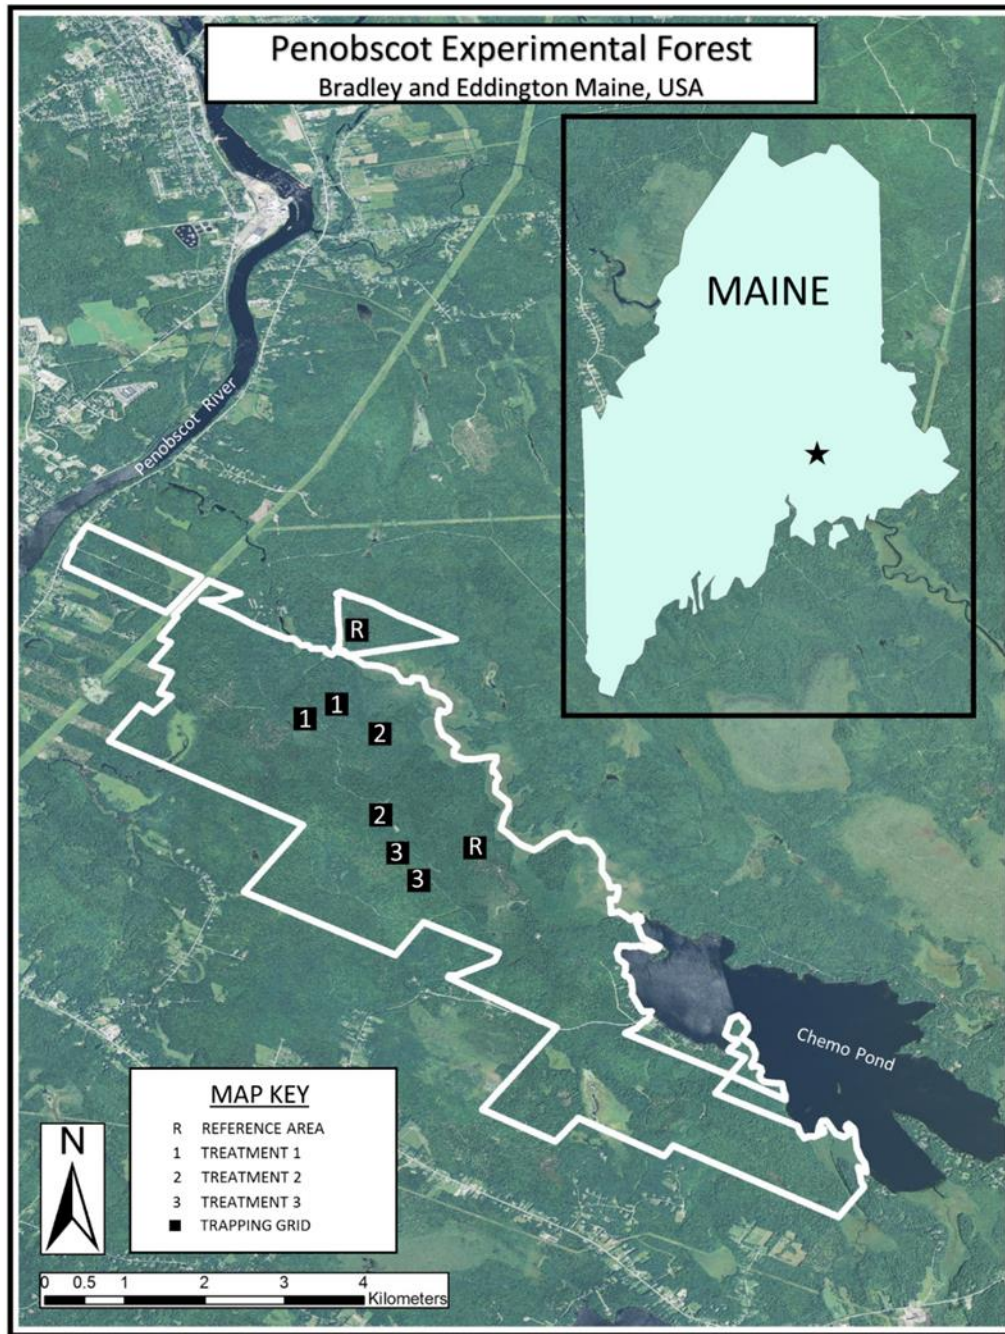 Penobscot Experimental Forest
Bradley and Eddington Maine, USA
MAINE
Penobscot River
R
1
1
2
2
3
R
3
Chemo Pond
MAP KEY
R REFERENCE AREA
1 TREATMENT 1
2 TREATMENT 2
3 TREATMENT 3
TRAPPING GRID
N
0 0.5 1 2 3 4
Kilometers